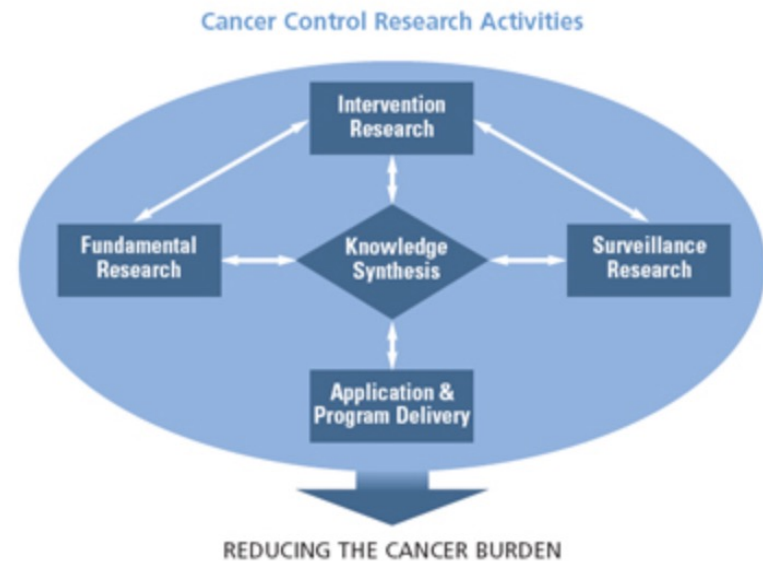 Cancer Control Research Activities
Intervention
Research
Fundamental
Research
Knowledge
Synthesis
Surveillance
Research
Application &
Program Delivery
REDUCING THE CANCER BURDEN